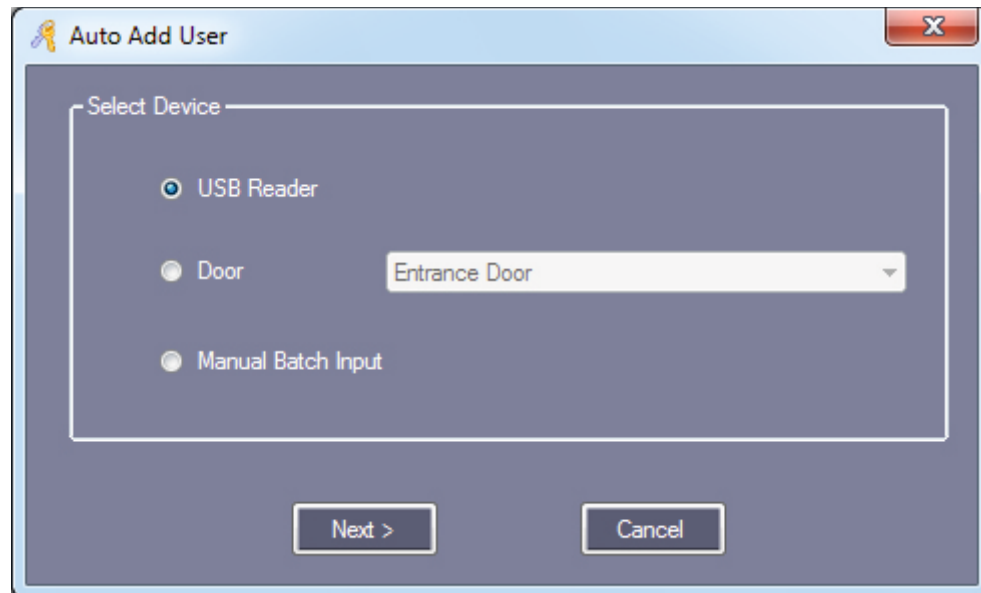 Auto Add User
Select Device
USB Reader
Door Entrance Door
Manual Batch Input
Next > Cancel